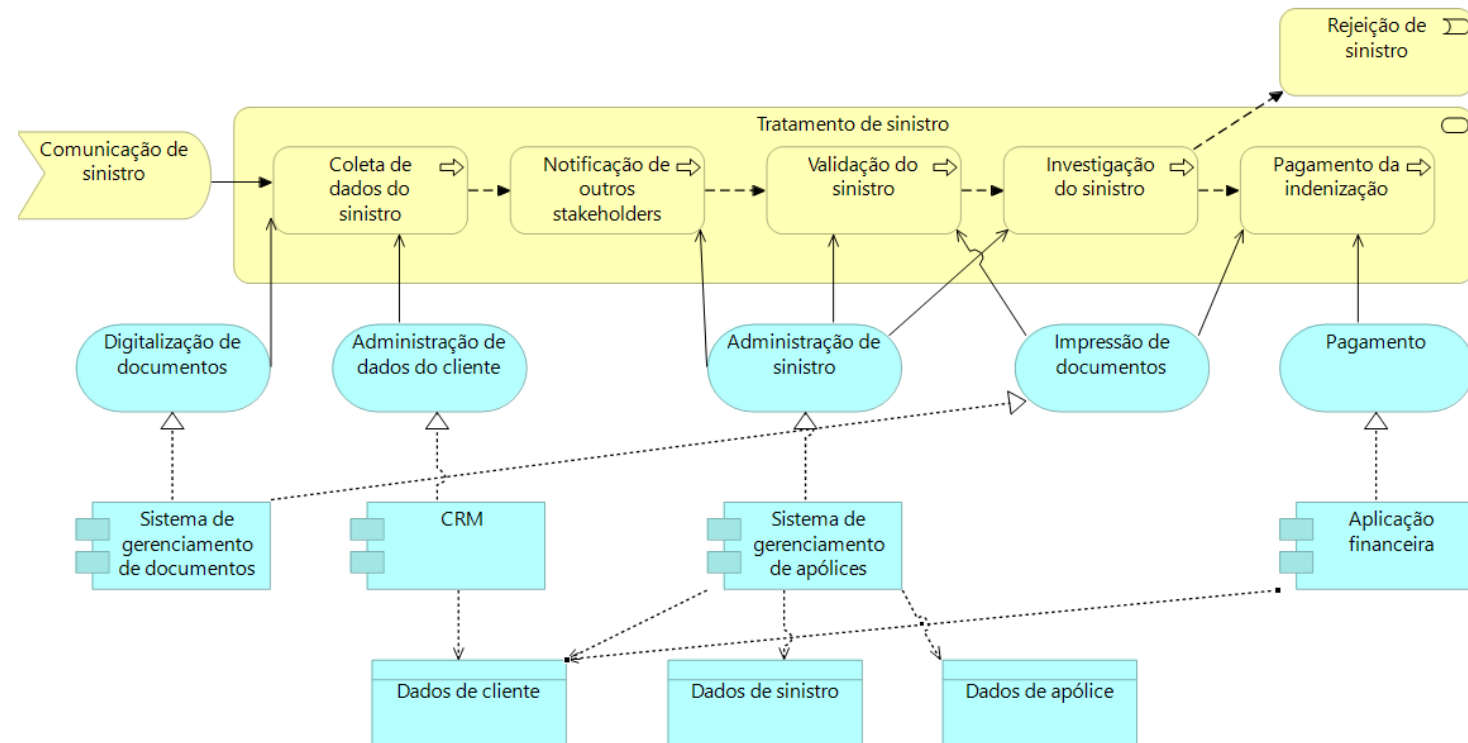 Rejeição de
sinistro
Tratamento de sinistro
Comunicação de
sinistro
Coleta de
dados do
sinistro
Notificação de
outros
stakeholders
Validação do
sinistro
Investigação
do sinistro
Pagamento da
indenização
Digitalização de
documentos
Administração de
dados do cliente
Administração de
sinistro
Impressão de
documentos
Pagamento
Sistema de
gerenciamento
de documentos
CRM
Sistema de
gerenciamento
de apólices
Aplicação
financeira
Dados de cliente
Dados de sinistro
Dados de apólice